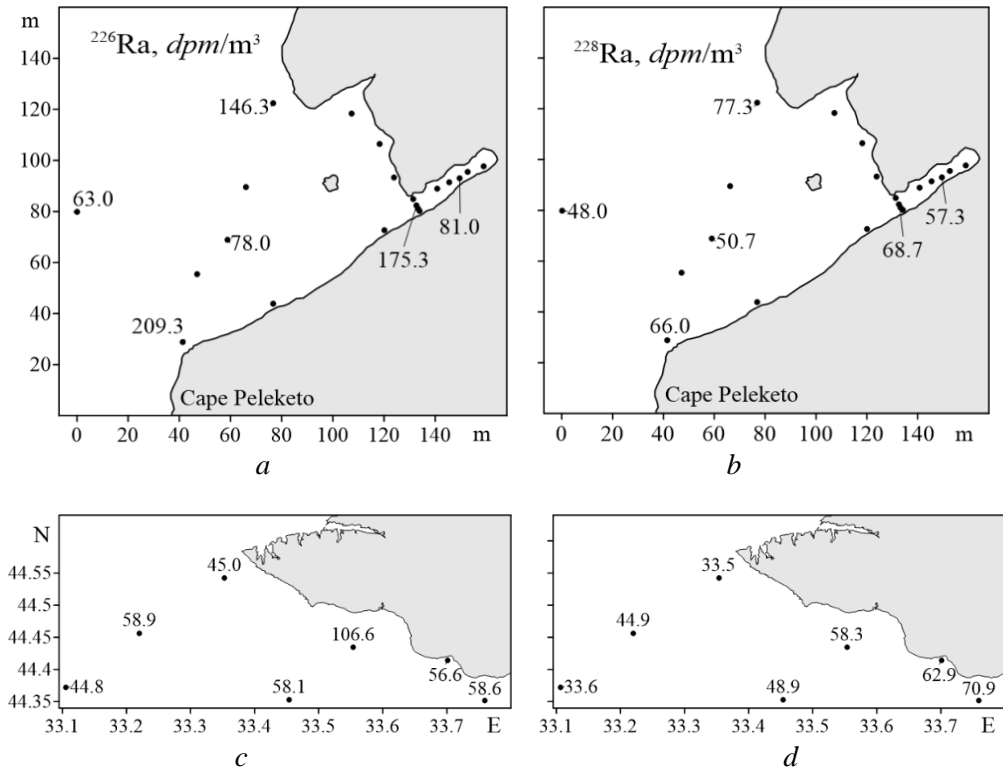 m
²²⁶Ra, dpm/m³
140
146.3
120
100
63.0
80
78.0
81.0
175.3
60
40
209.3
20
Cape Peleketo
0 20 40 60 80 100 120 140 m
a
m
²²⁸Ra, dpm/m³
77.3
48.0
57.3
50.7
68.7
66.0
Cape Peleketo
0 20 40 60 80 100 120 140 m
b
N
44.55
45.0
44.5
58.9
44.45
106.6
44.4
56.6
44.8
58.1
58.6
44.35
33.1 33.2 33.3 33.4 33.5 33.6 33.7 E
c
33.5
44.9
58.3
62.9
33.6
48.9
70.9
33.1 33.2 33.3 33.4 33.5 33.6 33.7 E
d